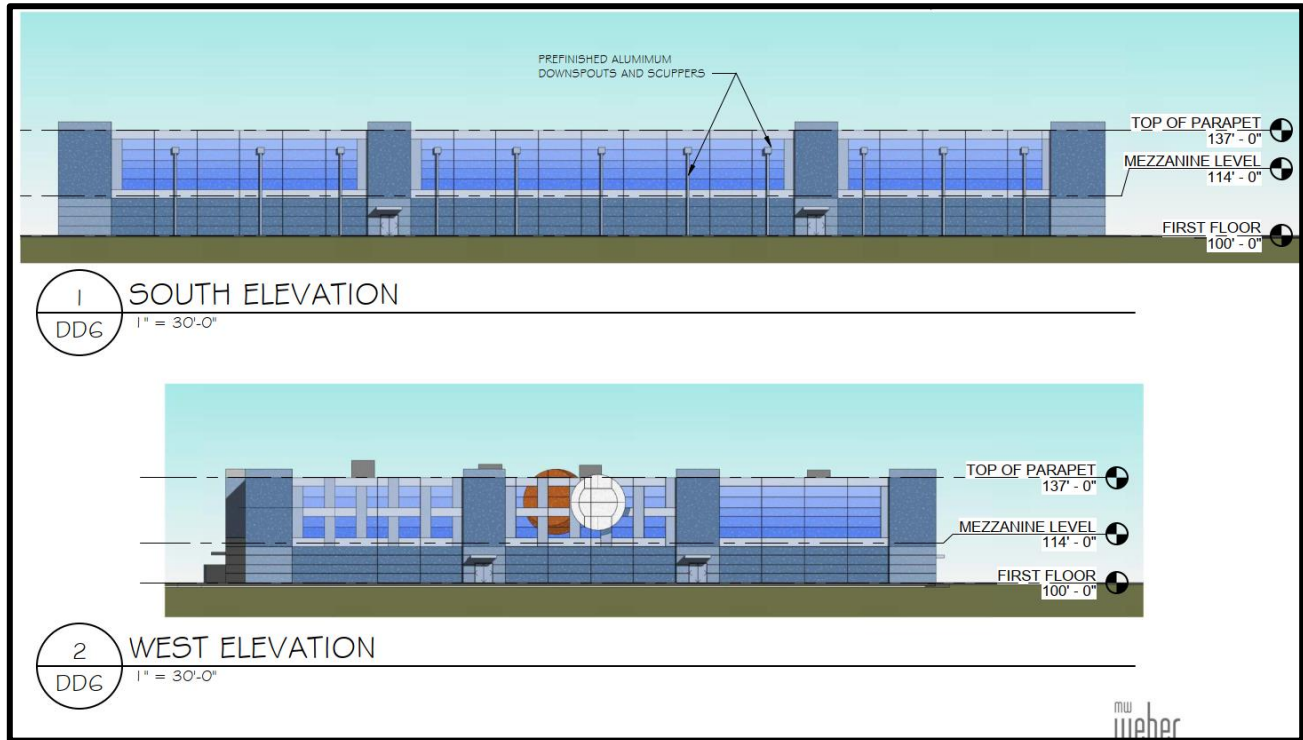 PREFINISHED ALUMIMUM
DOWNSPOUTS AND SCUPPERS
TOP OF PARAPET
137' - 0"
MEZZANINE LEVEL
114' - 0"
FIRST FLOOR
100' - 0"
1
DD6
SOUTH ELEVATION
1" = 30'-0"
TOP OF PARAPET
137' - 0"
MEZZANINE LEVEL
114' - 0"
FIRST FLOOR
100' - 0"
2
DD6
WEST ELEVATION
1" = 30'-0"
mw
weber